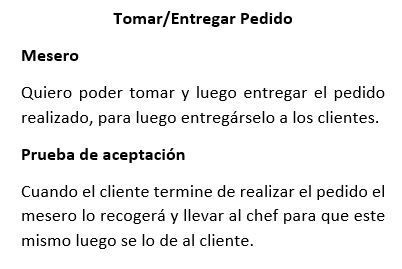 Tomar/Entregar Pedido
Mesero
Quiero poder tomar y luego entregar el pedido
realizado, para luego entregárselo a los clientes.
Prueba de aceptación
Cuando el cliente termine de realizar el pedido el
mesero lo recogerá y llevar al chef para que este
mismo luego se lo de al cliente.